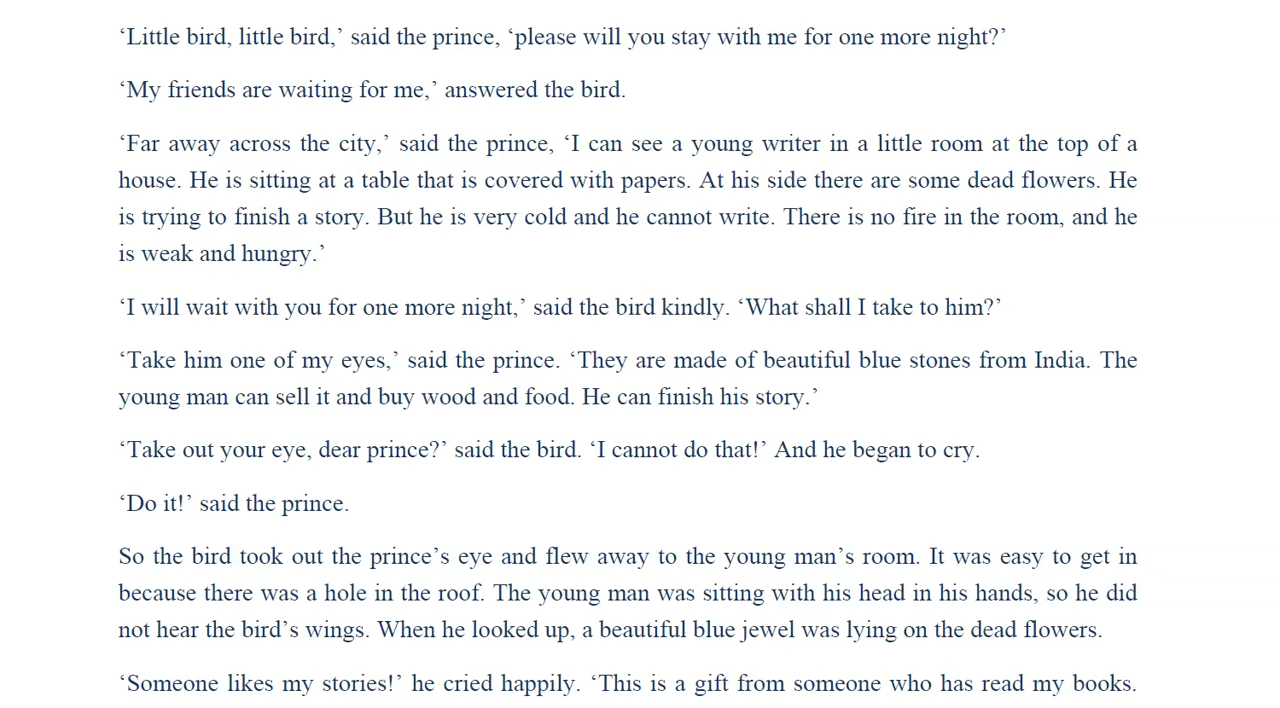 ‘Little bird, little bird,’ said the prince, ‘please will you stay with me for one more night?’
‘My friends are waiting for me,’ answered the bird.
‘Far away across the city,’ said the prince, ‘I can see a young writer in a little room at the top of a
house. He is sitting at a table that is covered with papers. At his side there are some dead flowers. He
is trying to finish a story. But he is very cold and he cannot write. There is no fire in the room, and he
is weak and hungry.’
‘I will wait with you for one more night,’ said the bird kindly. ‘What shall I take to him?’
‘Take him one of my eyes,’ said the prince. ‘They are made of beautiful blue stones from India. The
young man can sell it and buy wood and food. He can finish his story.’
‘Take out your eye, dear prince?’ said the bird. ‘I cannot do that!’ And he began to cry.
‘Do it!’ said the prince.
So the bird took out the prince’s eye and flew away to the young man’s room. It was easy to get in
because there was a hole in the roof. The young man was sitting with his head in his hands, so he did
not hear the bird’s wings. When he looked up, a beautiful blue jewel was lying on the dead flowers.
‘Someone likes my stories!’ he cried happily. ‘This is a gift from someone who has read my books.